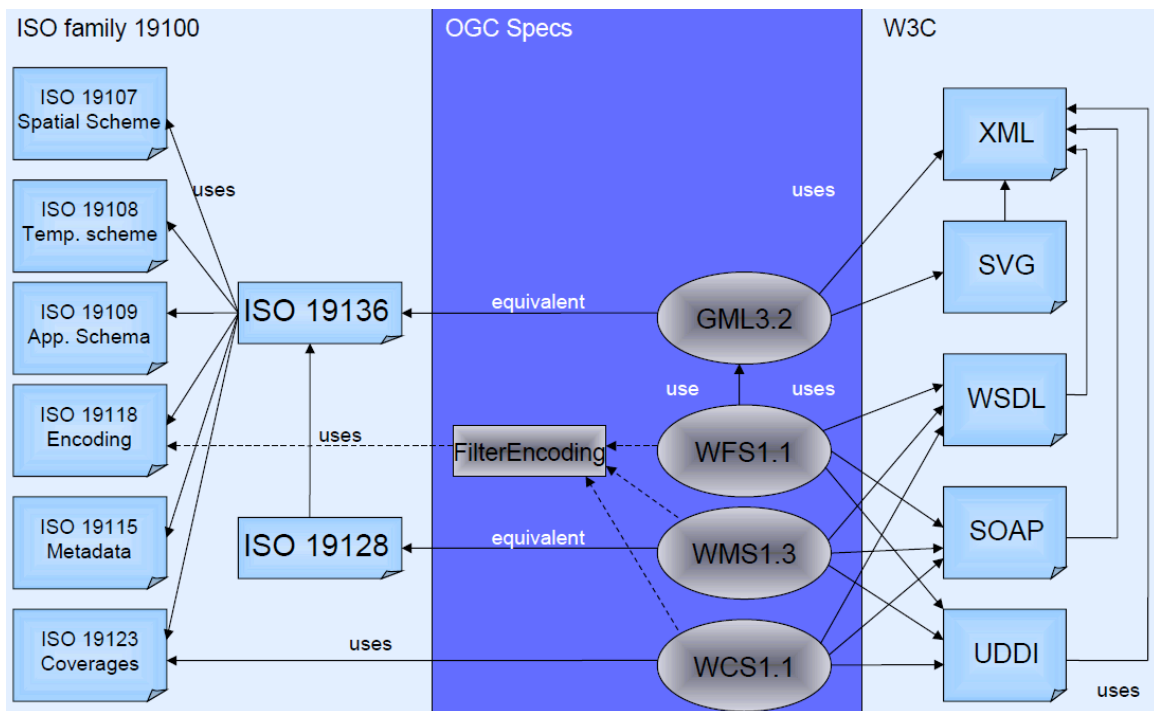 ISO family 19100
OGC Specs
W3C
ISO 19107
Spatial Scheme
uses
ISO 19108
Temp. scheme
ISO 19109
App. Schema
ISO 19136
ISO 19118
Encoding
uses
ISO 19115
Metadata
ISO 19128
ISO 19123
Coverages
uses
uses
equivalent
GML3.2
use
uses
FilterEncoding
WFS1.1
equivalent
WMS1.3
WCS1.1
XML
SVG
WSDL
SOAP
UDDI
uses